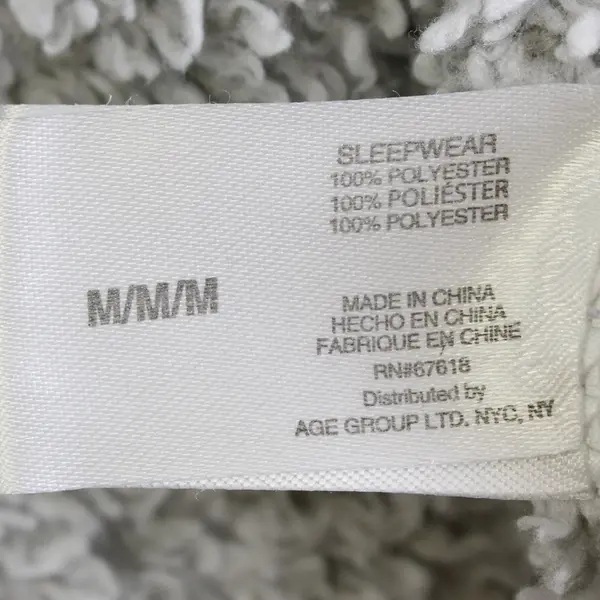 M/M/M
SLEEPWEAR
100% POLYESTER
100% POLIÉSTER
100% POLYESTER
MADE IN CHINA
HECHO EN CHINA
FABRIQUE EN CHINE
RN#67618
Distributed by
AGE GROUP LTD. NYC, NY